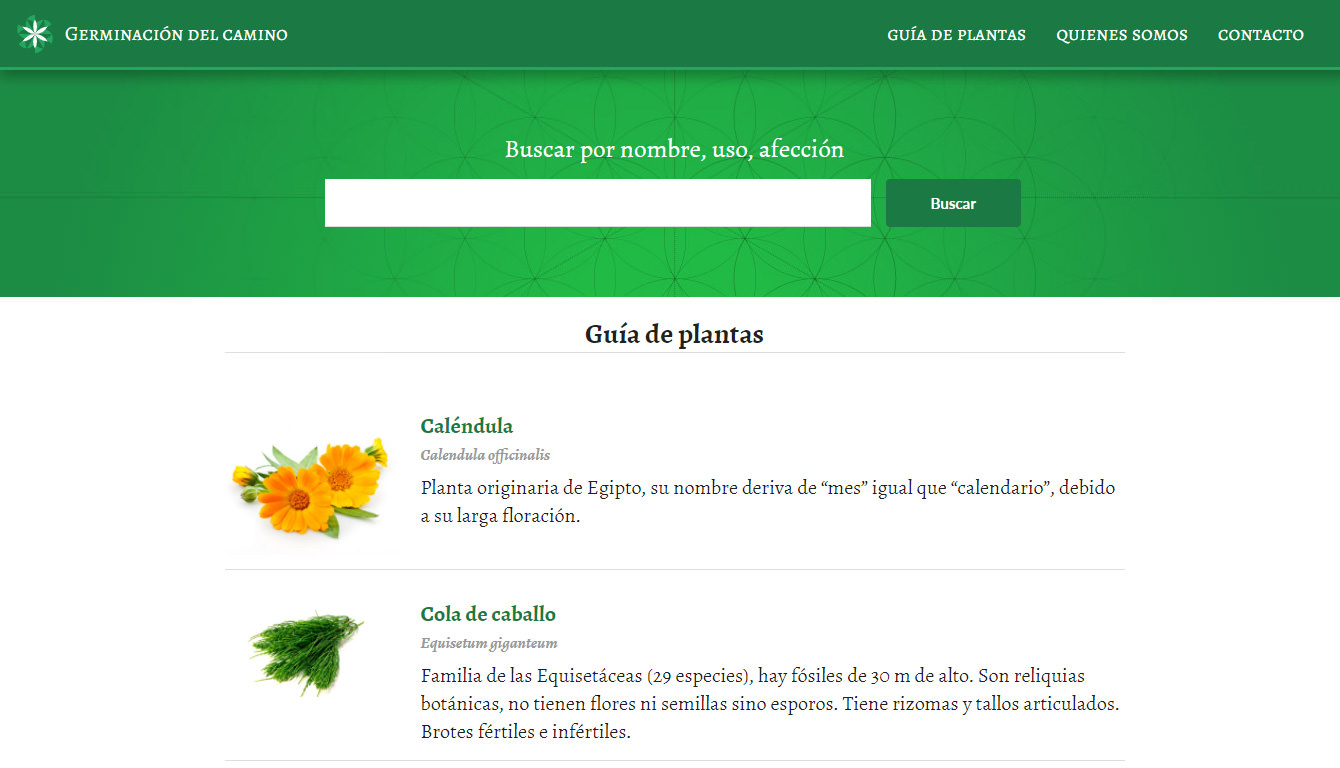 Germinación del camino
GUÍA DE PLANTAS
QUIENES SOMOS
CONTACTO
Buscar por nombre, uso, afección
Buscar
Guía de plantas
Caléndula
Calendula officinalis
Planta originaria de Egipto, su nombre deriva de “mes” igual que “calendario”, debido
a su larga floración.
Cola de caballo
Equisetum giganteum
Familia de las Equisetáceas (29 especies), hay fósiles de 30 m de alto. Son reliquias
botánicas, no tienen flores ni semillas sino esporos. Tiene rizomas y tallos articulados.
Brotes fértiles e infértiles.